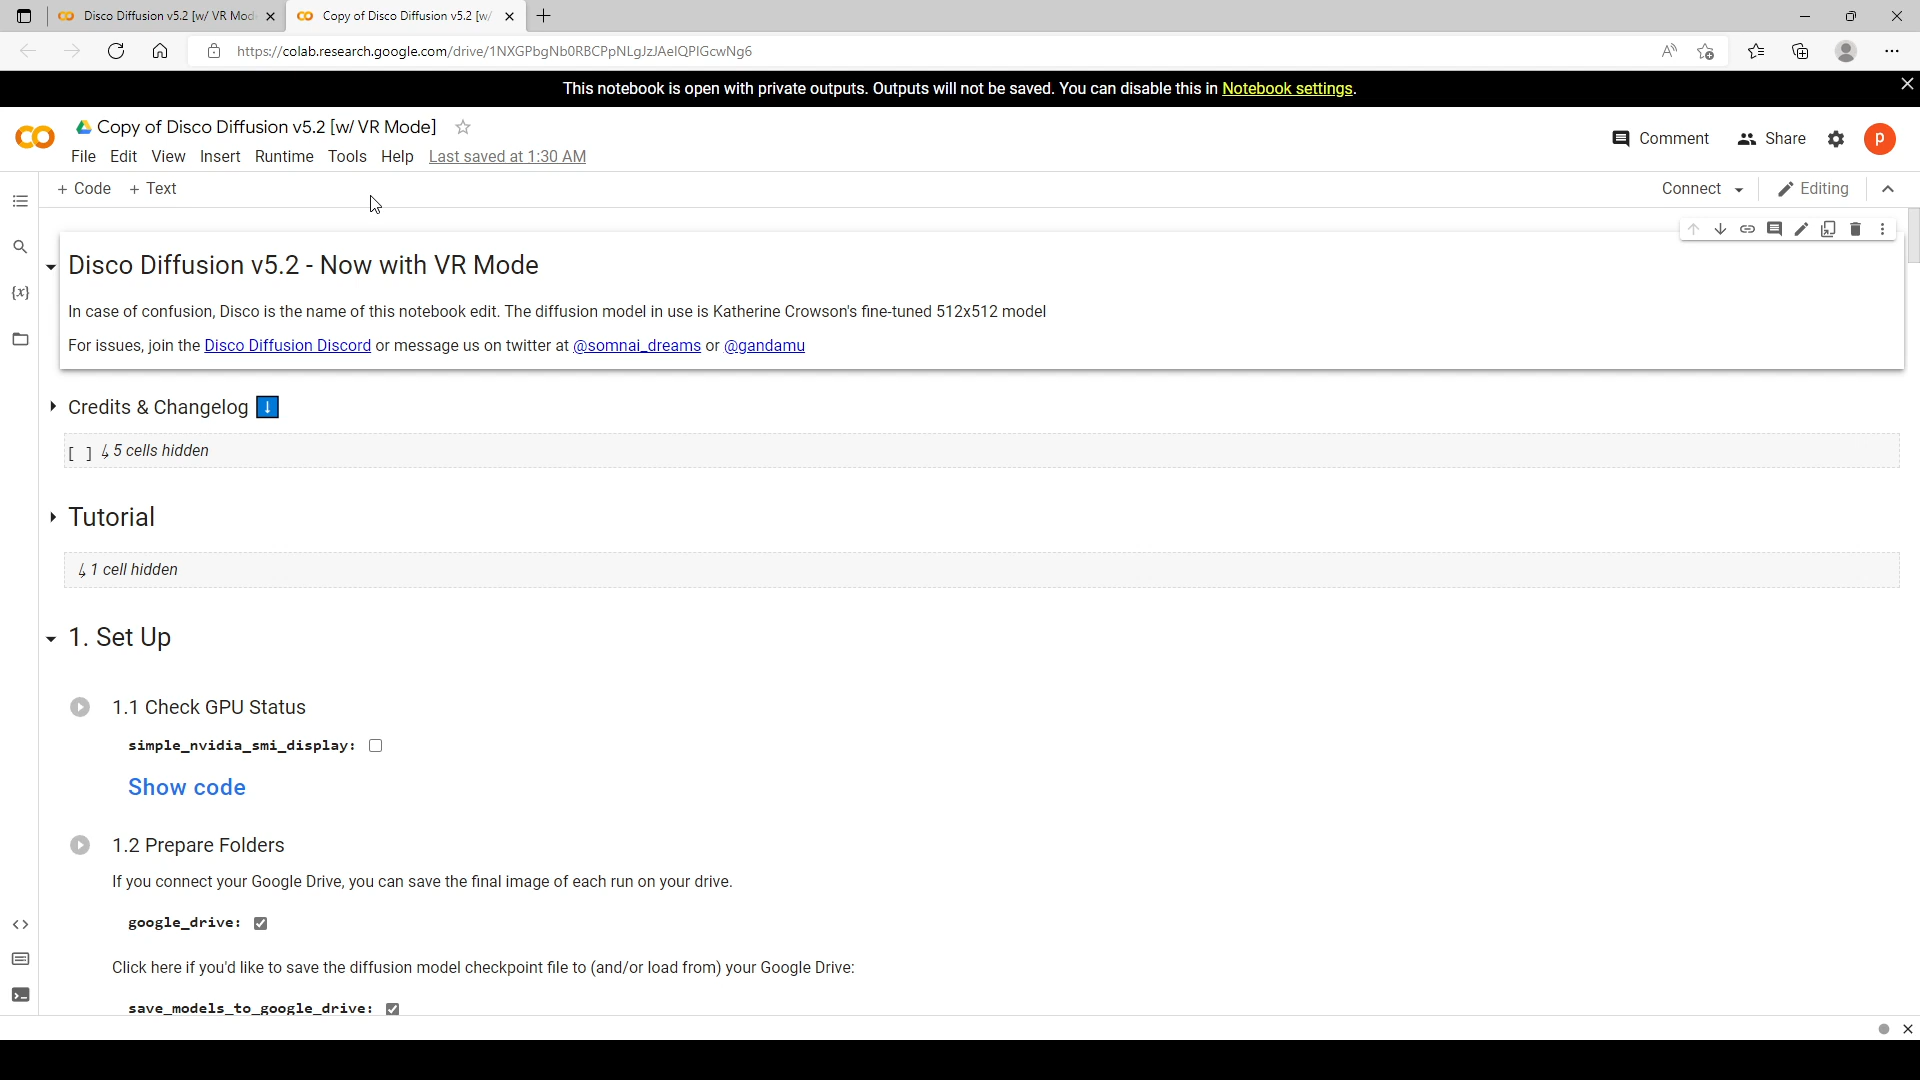 Disco Diffusion v5.2 [w/ VR Mod
Copy of Disco Diffusion v5.2 [w/
https://colab.research.google.com/drive/1NXGPbgNb0RBCPpNLgJzJAelQPIGcwNg6
This notebook is open with private outputs. Outputs will not be saved. You can disable this in Notebook settings.
Copy of Disco Diffusion v5.2 [w/ VR Mode]
Comment Share P
File Edit View Insert Runtime Tools Help Last saved at 1:30 AM
+ Code + Text Connect Editing
Disco Diffusion v5.2 - Now with VR Mode
In case of confusion, Disco is the name of this notebook edit. The diffusion model in use is Katherine Crowson's fine-tuned 512x512 model
For issues, join the Disco Diffusion Discord or message us on twitter at @somnai_dreams or @gandamu
Credits & Changelog ⬇️
[ ] ↳ 5 cells hidden
Tutorial
↳ 1 cell hidden
1. Set Up
1.1 Check GPU Status
simple_nvidia_smi_display:
Show code
1.2 Prepare Folders
If you connect your Google Drive, you can save the final image of each run on your drive.
google_drive:
Click here if you'd like to save the diffusion model checkpoint file to (and/or load from) your Google Drive:
save_models_to_google_drive: